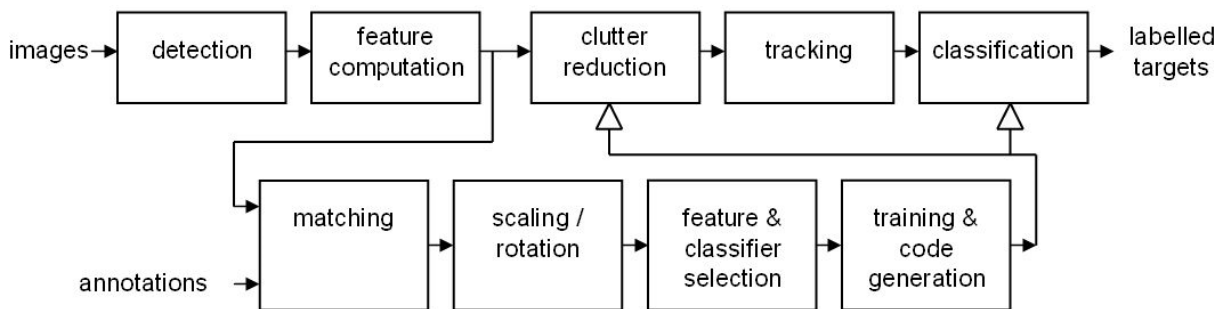 images
detection
feature
computation
clutter
reduction
tracking
classification
labelled
targets
annotations
matching
scaling /
rotation
feature &
classifier
selection
training &
code
generation